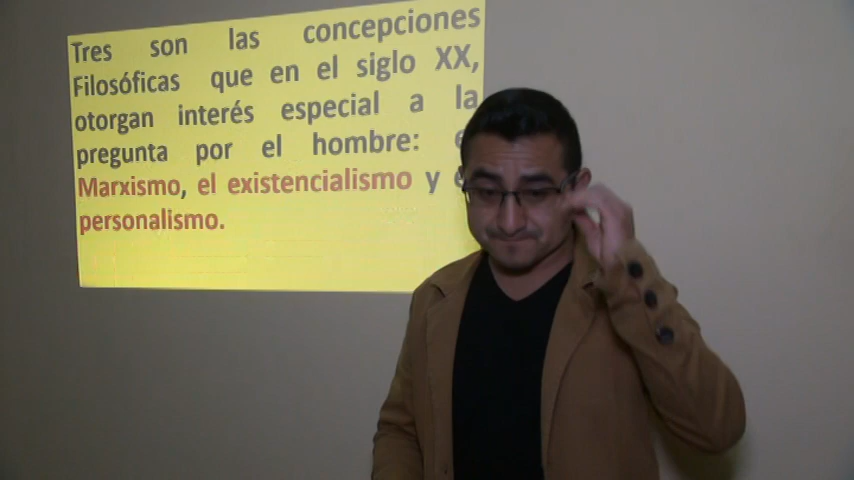 Tres son las concepciones
Filosóficas que en el siglo XX,
otorgan interés especial a la
pregunta por el hombre:
Marxismo, el existencialismo y
personalismo.